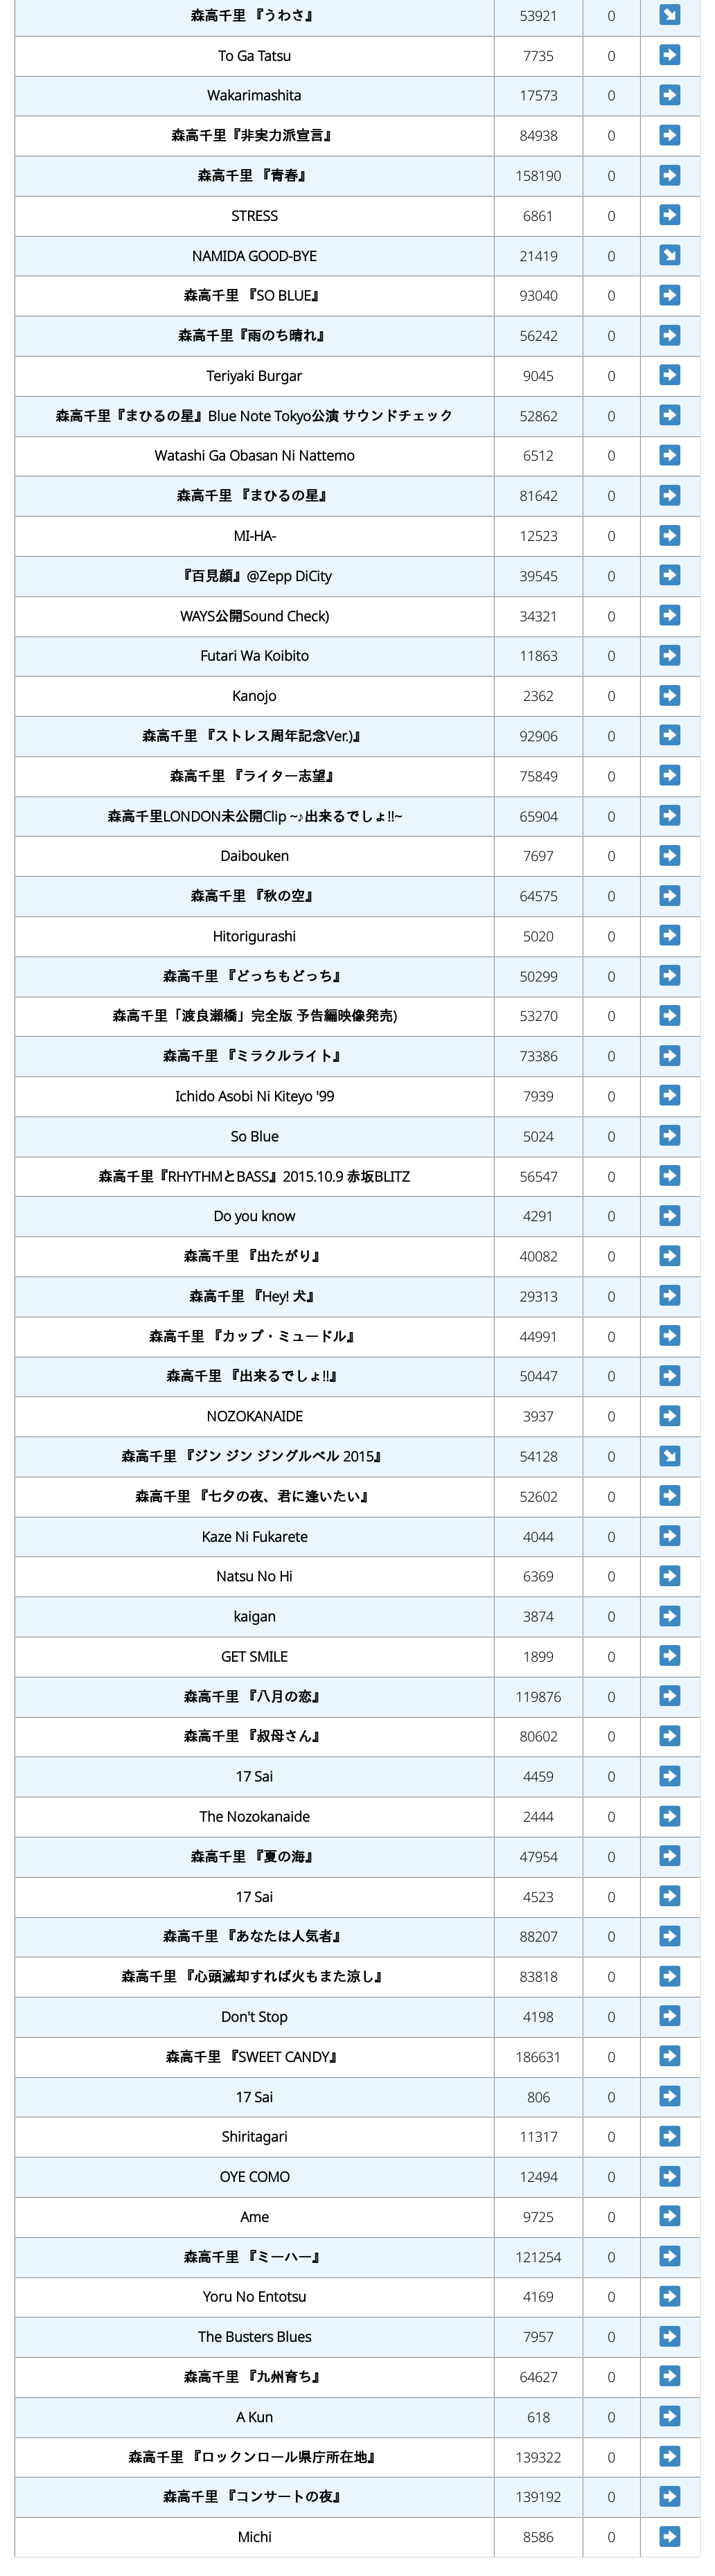 森高千里 『うわさ』 53921 0
To Ga Tatsu 7735 0
Wakarimashita 17573 0
森高千里『非実力派宣言』 84938 0
森高千里 『青春』 158190 0
STRESS 6861 0
NAMIDA GOOD-BYE 21419 0
森高千里 『SO BLUE』 93040 0
森高千里『雨のち晴れ』 56242 0
Teriyaki Burgar 9045 0
森高千里『まひるの星』Blue Note Tokyo公演 サウンドチェック 52862 0
Watashi Ga Obasan Ni Nattemo 6512 0
森高千里 『まひるの星』 81642 0
MI-HA- 12523 0
『百見顔』@Zepp DiCity 39545 0
WAYS公開Sound Check) 34321 0
Futari Wa Koibito 11863 0
Kanojo 2362 0
森高千里 『ストレス周年記念Ver.)』 92906 0
森高千里 『ライター志望』 75849 0
森高千里LONDON未公開Clip ~♪出来るでしょ!!~ 65904 0
Daibouken 7697 0
森高千里 『秋の空』 64575 0
Hitorigurashi 5020 0
森高千里 『どっちもどっち』 50299 0
森高千里「渡良瀬橋」完全版 予告編映像発売) 53270 0
森高千里 『ミラクルライト』 73386 0
Ichido Asobi Ni Kiteyo '99 7939 0
So Blue 5024 0
森高千里『RHYTHMとBASS』2015.10.9 赤坂BLITZ 56547 0
Do you know 4291 0
森高千里 『出たがり』 40082 0
森高千里 『Hey! 犬』 29313 0
森高千里 『カップ・ミュードル』 44991 0
森高千里 『出来るでしょ!!』 50447 0
NOZOKANAIDE 3937 0
森高千里 『ジン ジン ジングルベル 2015』 54128 0
森高千里 『七夕の夜、君に逢いたい』 52602 0
Kaze Ni Fukarete 4044 0
Natsu No Hi 6369 0
kaigan 3874 0
GET SMILE 1899 0
森高千里 『八月の恋』 119876 0
森高千里 『叔母さん』 80602 0
17 Sai 4459 0
The Nozokanaide 2444 0
森高千里 『夏の海』 47954 0
17 Sai 4523 0
森高千里 『あなたは人気者』 88207 0
森高千里 『心頭滅却すれば火もまた涼し』 83818 0
Don't Stop 4198 0
森高千里 『SWEET CANDY』 186631 0
17 Sai 806 0
Shiritagari 11317 0
OYE COMO 12494 0
Ame 9725 0
森高千里 『ミーハー』 121254 0
Yoru No Entotsu 4169 0
The Busters Blues 7957 0
森高千里 『九州育ち』 64627 0
A Kun 618 0
森高千里 『ロックンロール県庁所在地』 139322 0
森高千里 『コンサートの夜』 139192 0
Michi 8586 0